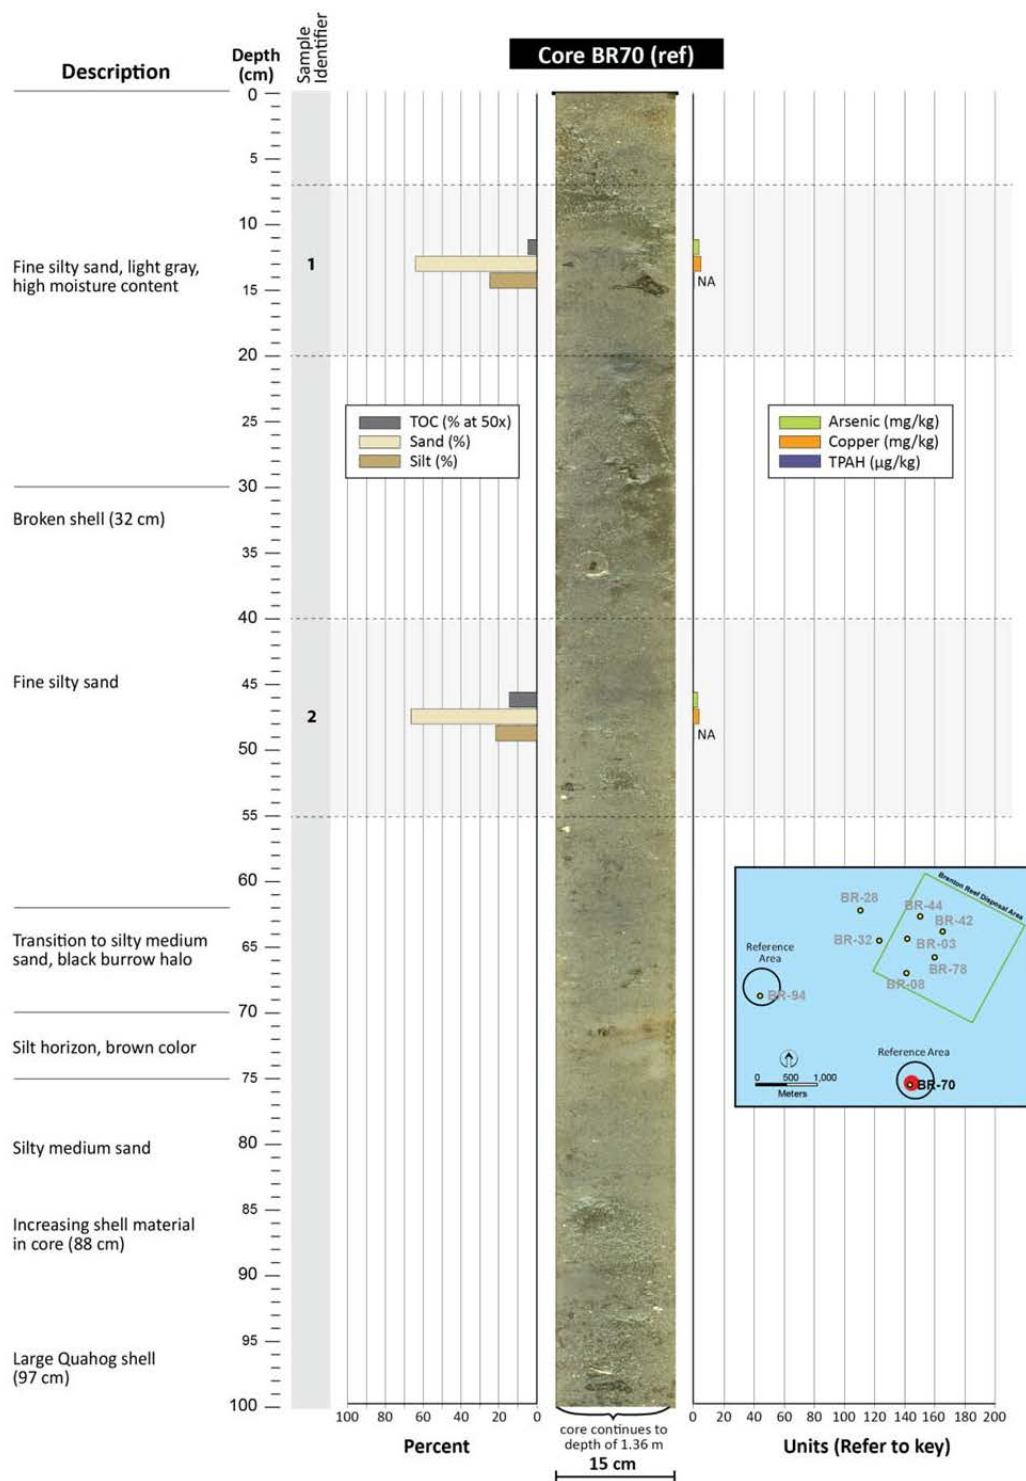 Core BR70 (ref)
Description
Depth
(cm)
Sample
Identifier
0
5
10
15
20
25
30
35
40
45
50
55
60
65
70
75
80
85
90
95
100
Fine silty sand, light gray,
high moisture content
Broken shell (32 cm)
Fine silty sand
Transition to silty medium
sand, black burrow halo
Silt horizon, brown color
Silty medium sand
Increasing shell material
in core (88 cm)
Large Quahog shell
(97 cm)
1
2
NA
NA
TOC (% at 50x)
Sand (%)
Silt (%)
Arsenic (mg/kg)
Copper (mg/kg)
TPAH (µg/kg)
Brenton Reef Disposal Area
BR-28
BR-44
BR-42
BR-32
BR-03
BR-78
BR-08
Reference
Area
BR-94
Reference Area
BR-70
0 500 1,000
Meters
100 80 60 40 20 0
Percent
core continues to
depth of 1.36 m
15 cm
0 20 40 60 80 100 120 140 160 180 200
Units (Refer to key)